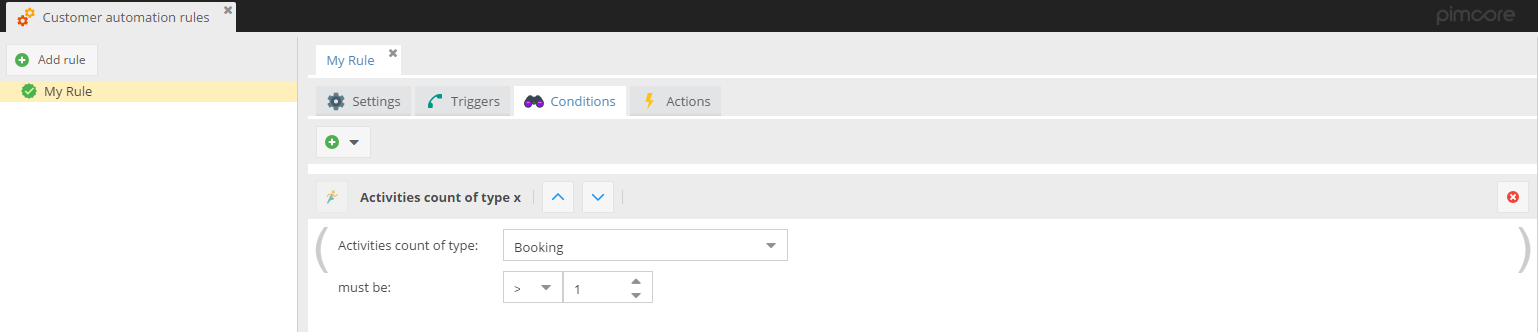 Customer automation rules
pimcore
Add rule
My Rule
My Rule
Settings
Triggers
Conditions
Actions
Activities count of type x
( Activities count of type: Booking )
must be: > 1